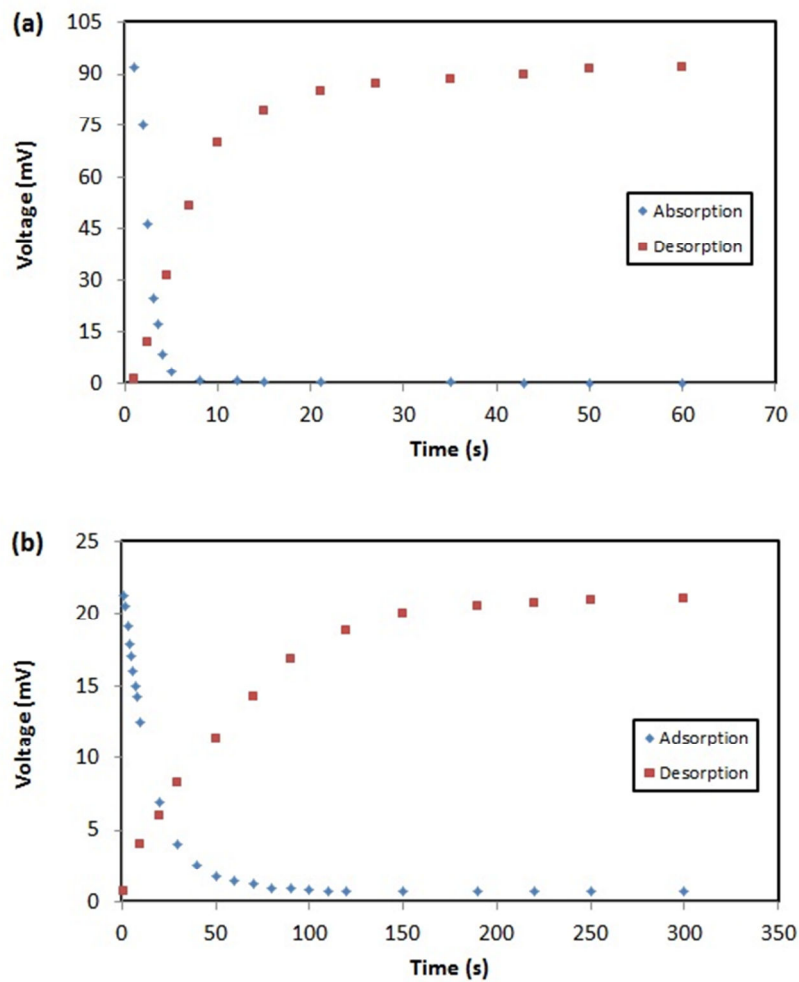 (a)
105
90
75
60
45
30
15
0
Voltage (mV)
Absorption
Desorption
0 10 20 30 40 50 60 70
Time (s)
(b)
25
20
15
10
5
0
Voltage (mV)
Adsorption
Desorption
0 50 100 150 200 250 300 350
Time (s)